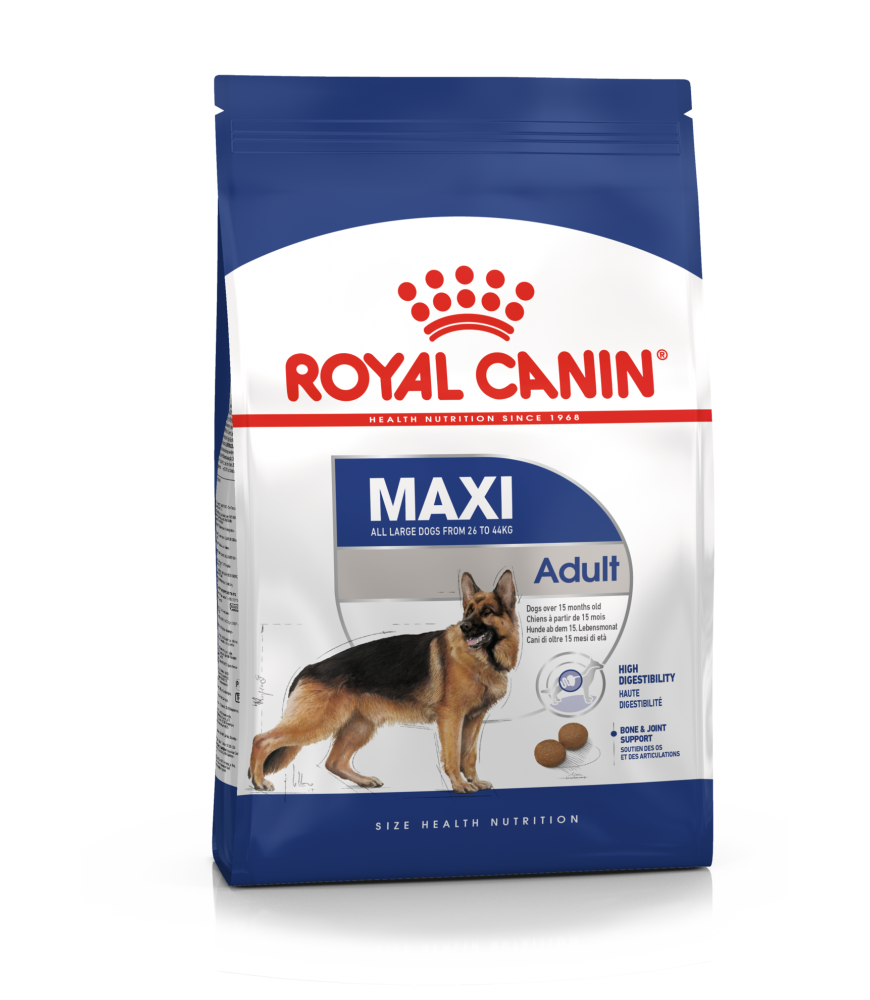 ROYAL CANIN®
HEALTH NUTRITION SINCE 1968
MAXI
ALL LARGE DOGS FROM 26 TO 44KG
Adult
Dogs over 15 months old
Chiens à partir de 15 mois
Hunde ab dem 15. Lebensmonat
Cani di oltre 15 mesi di età
HIGH
DIGESTIBILITY
HAUTE
DIGESTIBILITÉ
BONE & JOINT
SUPPORT
SOUTIEN DES OS
ET DES ARTICULATIONS
SIZE HEALTH NUTRITION